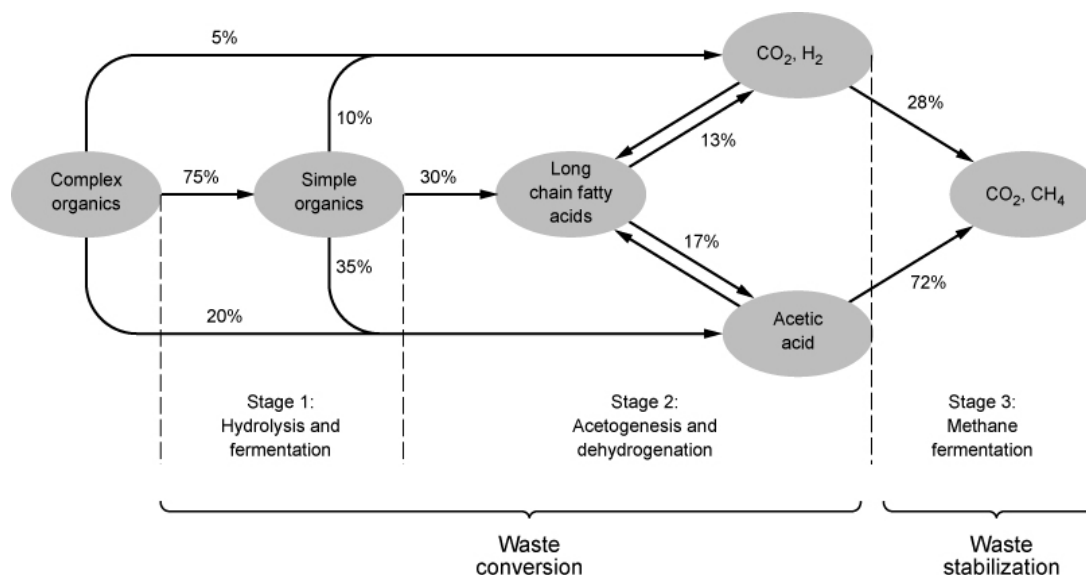 5%
CO₂, H₂
10%
28%
13%
Complex
organics
75%
Simple
organics
30%
Long
chain fatty
acids
CO₂, CH₄
17%
35%
72%
20%
Acetic
acid
Stage 1:
Hydrolysis and
fermentation
Stage 2:
Acetogenesis and
dehydrogenation
Stage 3:
Methane
fermentation
Waste
conversion
Waste
stabilization